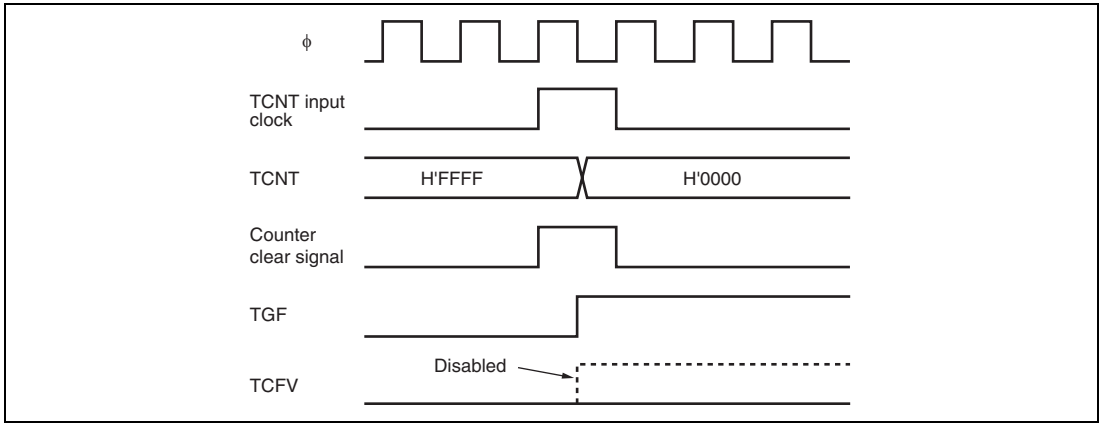 ϕ
TCNT input
clock
TCNT
H'FFFF
H'0000
Counter
clear signal
TGF
Disabled
TCFV